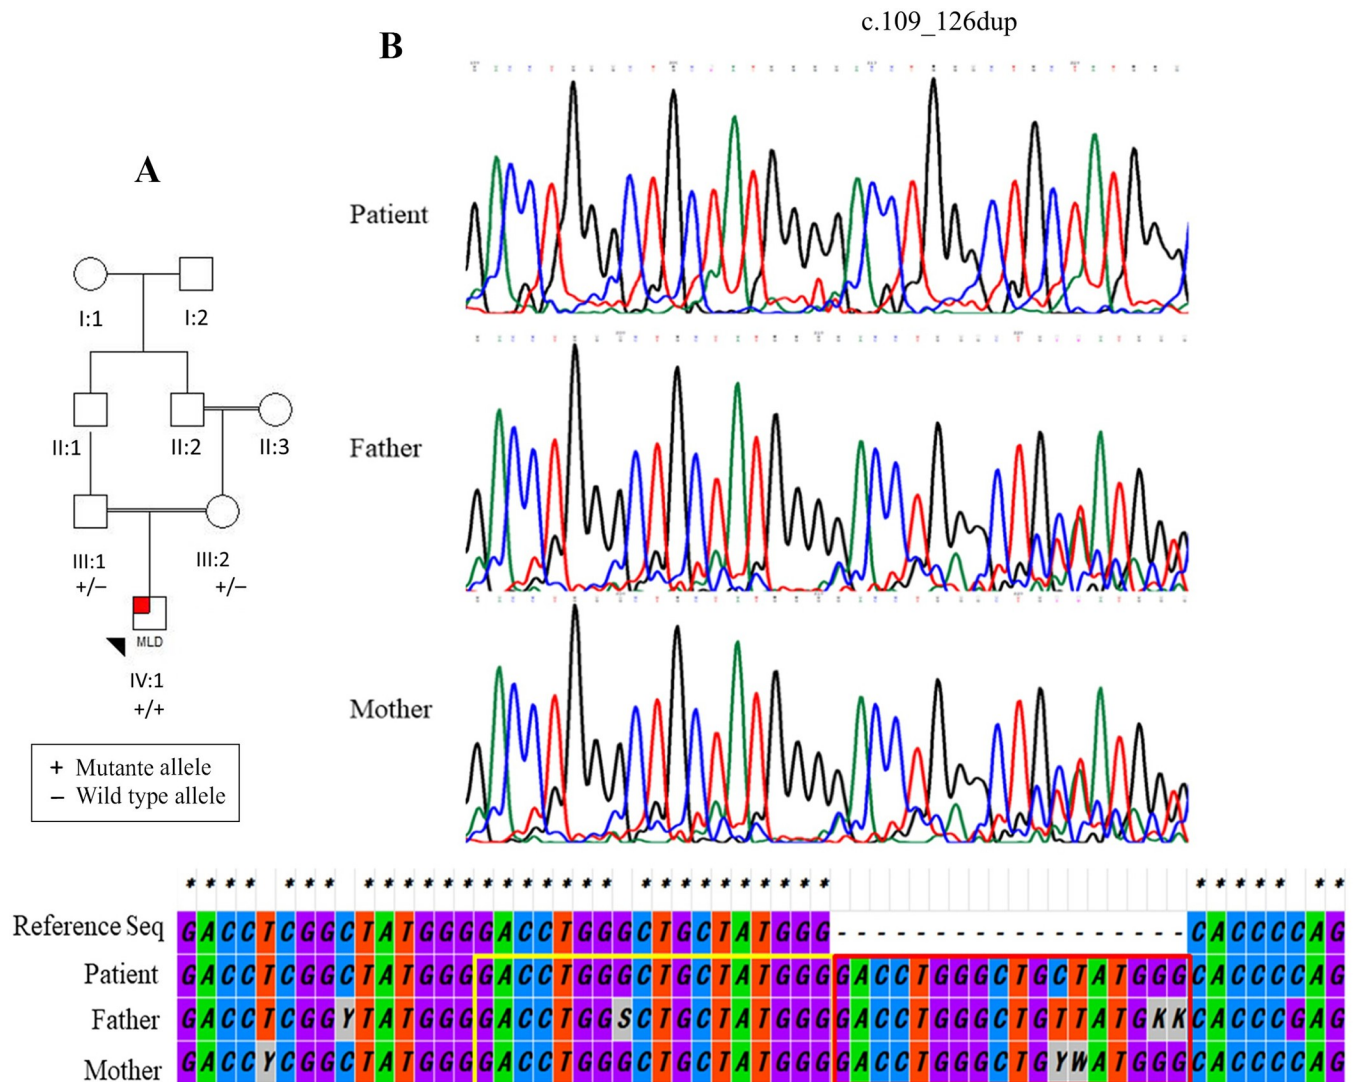 c.109_126dup
B
A
Patient
I:1 I:2
Father
II:1 II:2 II:3
III:1 III:2
+/– +/–
MLD
IV:1
+/+
Mother
+ Mutante allele
– Wild type allele
**** *** ************* ********** ***** **
Reference Seq GACCTCGGCTATGGGGACCTGGGCTGCTATGGG------------------CACCCCAG
Patient GACCTCGGCTATGGGGACCTGGGCTGCTATGGGGACCTGGGCTGCTATGGGCACCCCAG
Father GACCTCGGYTATGGGGACCTGGSCTGCTATGGGGACCTGGGCTGTTATGKKCACCCGAG
Mother GACCYCGGCTATGGGGACCTGGGCTGCTATGGGGACCTGGGCTGYWATGGGCACCCCAG